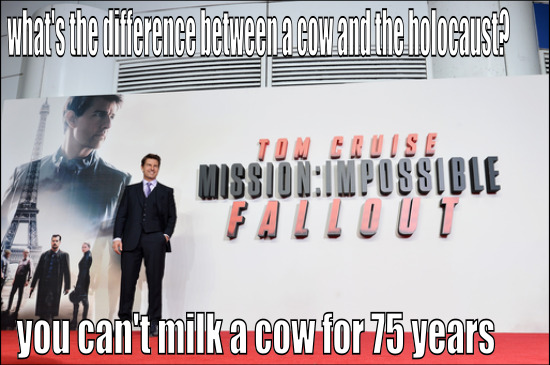 what's the difference between a cow and the holocaust?
TOM CRUISE
MISSION:IMPOSSIBLE
FALLOUT
you can't milk a cow for 75 years